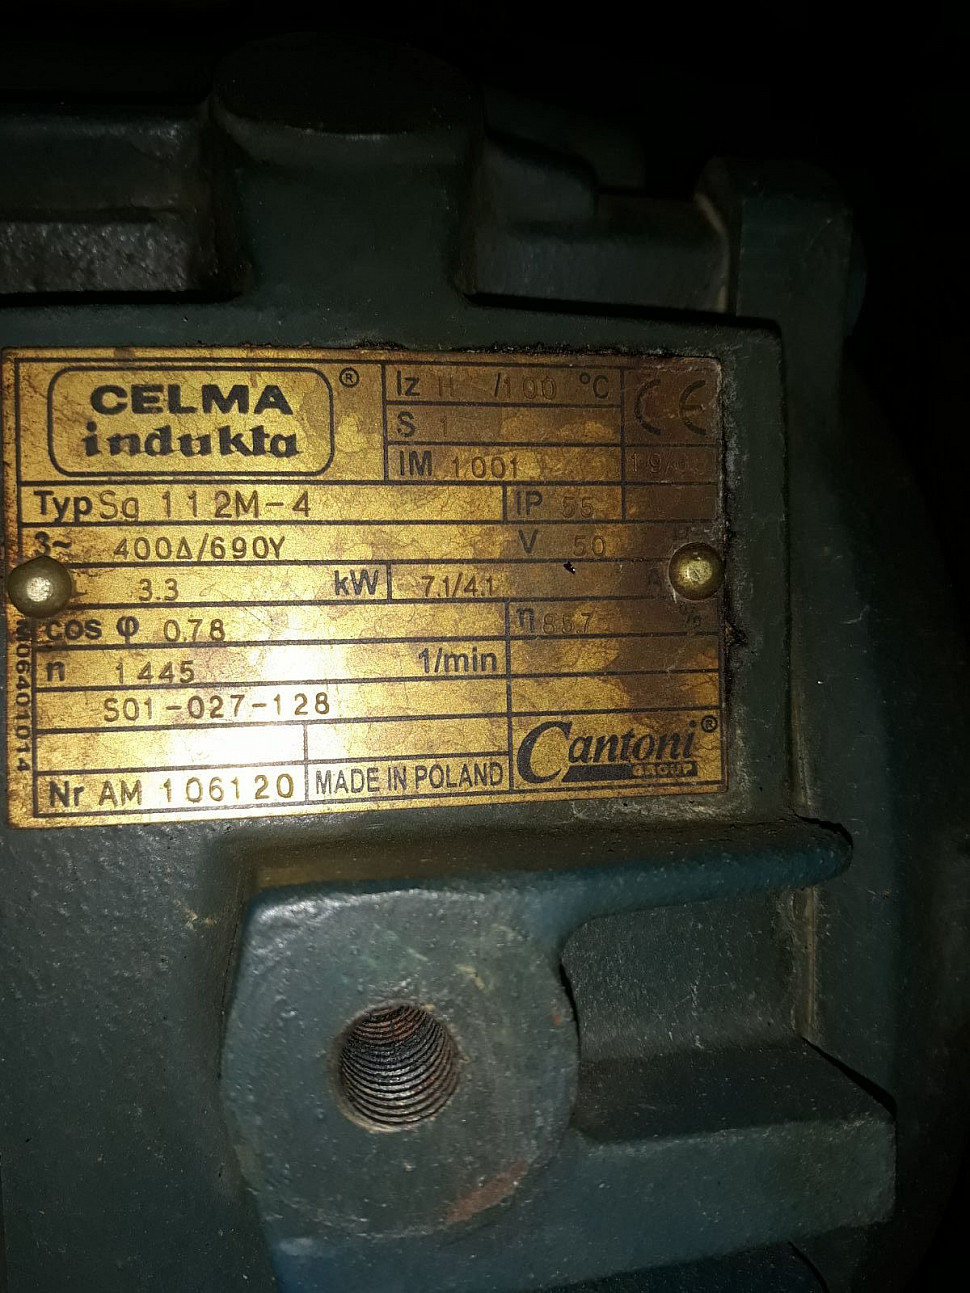 CELMA ®
indukta
Iz /100 °C
S 1
IM 1001
CE
Typ Sg 112M-4 IP 55
3~ 400Δ/690Y V 50
3.3 kW 7.1/4.1 A
cos φ 0.78 η 85.7 %
n 1445 1/min
S01-027-128
Nr AM 106120 MADE IN POLAND
Cantoni ®
GROUP